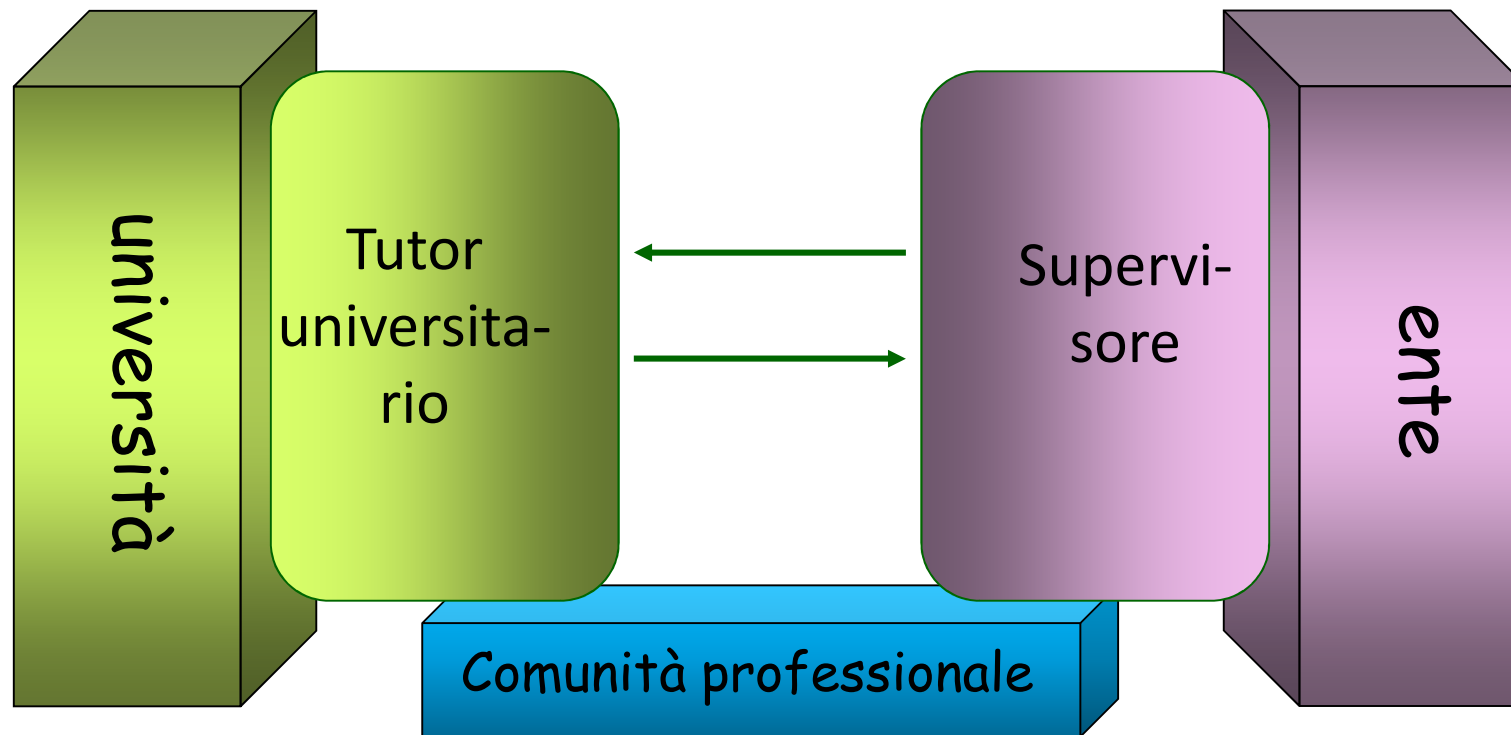 università
Tutor
universita-
rio
Supervi-
sore
ente
Comunità professionale